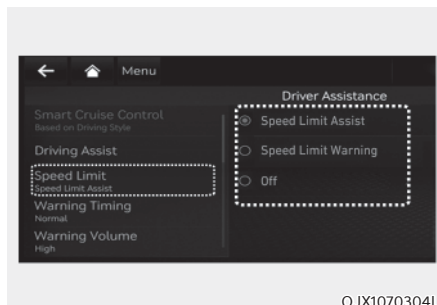 Menu
Driver Assistance
Smart Cruise Control
Based on Driving Style
Driving Assist
Speed Limit
Speed Limit Assist
Warning Timing
Normal
Warning Volume
High
Speed Limit Assist
Speed Limit Warning
Off